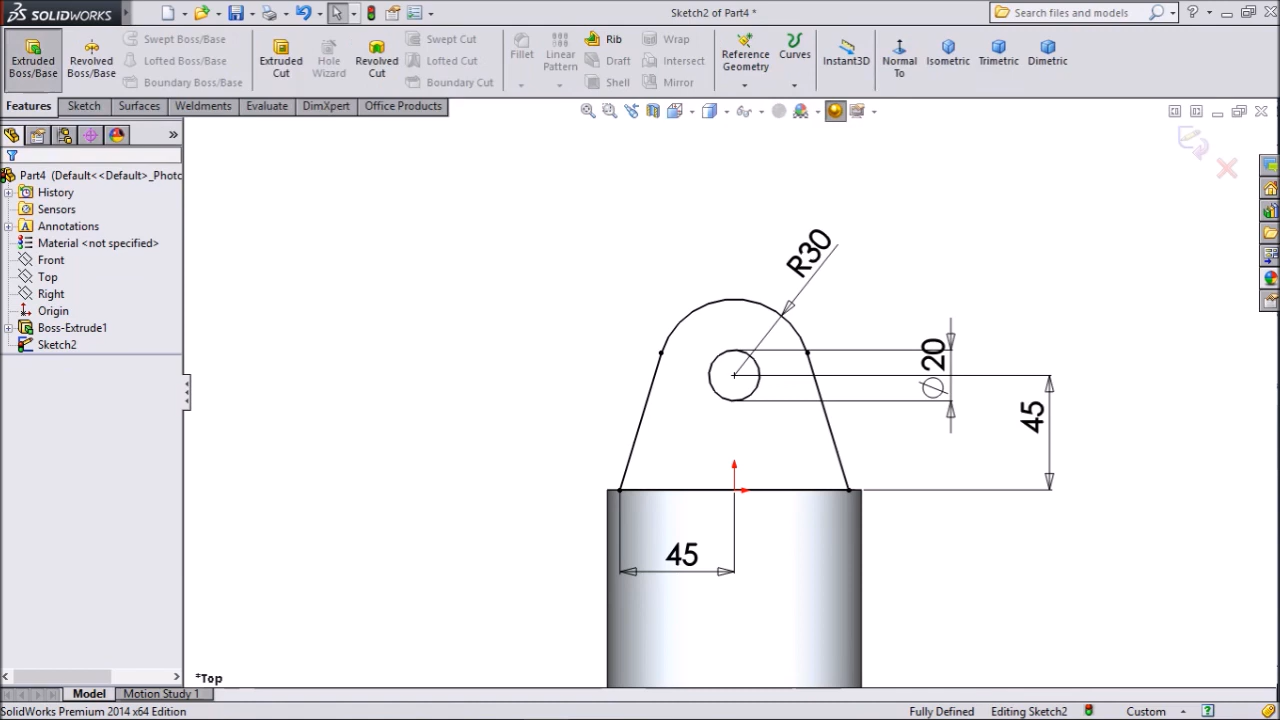 SOLIDWORKS
Sketch2 of Part4 *
Search files and models
Extruded Boss/Base
Revolved Boss/Base
Swept Boss/Base
Lofted Boss/Base
Boundary Boss/Base
Extruded Cut
Hole Wizard
Revolved Cut
Swept Cut
Lofted Cut
Boundary Cut
Fillet
Linear Pattern
Rib
Draft
Shell
Wrap
Intersect
Mirror
Reference Geometry
Curves
Instant3D
Normal To
Isometric
Trimetric
Dimetric
Features
Sketch
Surfaces
Weldments
Evaluate
DimXpert
Office Products
Part4 (Default<<Default>_Photo
History
Sensors
Annotations
Material <not specified>
Front
Top
Right
Origin
Boss-Extrude1
Sketch2
R30
∅ 20
45
45
*Top
Model
Motion Study 1
SolidWorks Premium 2014 x64 Edition
Fully Defined
Editing Sketch2
Custom